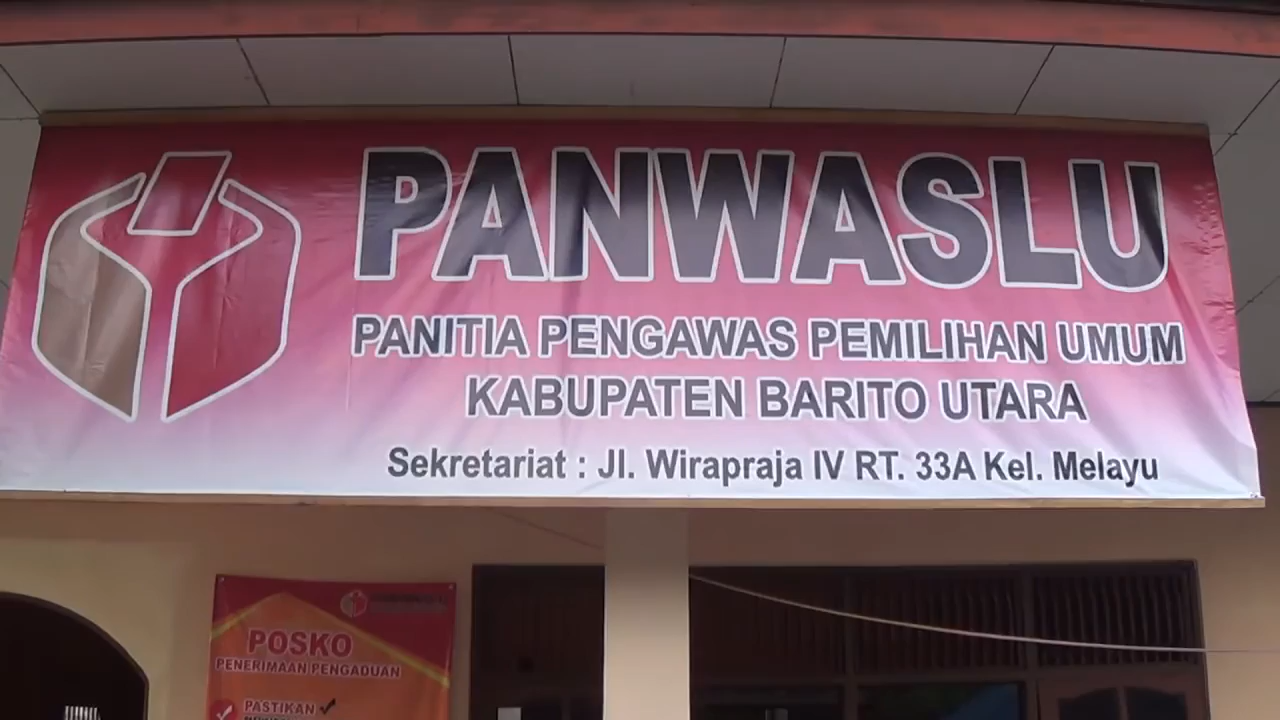 PANWASLU
PANITIA PENGAWAS PEMILIHAN UMUM
KABUPATEN BARITO UTARA
Sekretariat : Jl. Wirapraja IV RT. 33A Kel. Melayu
POSKO
PENERIMAAN PENGADUAN
PASTIKAN